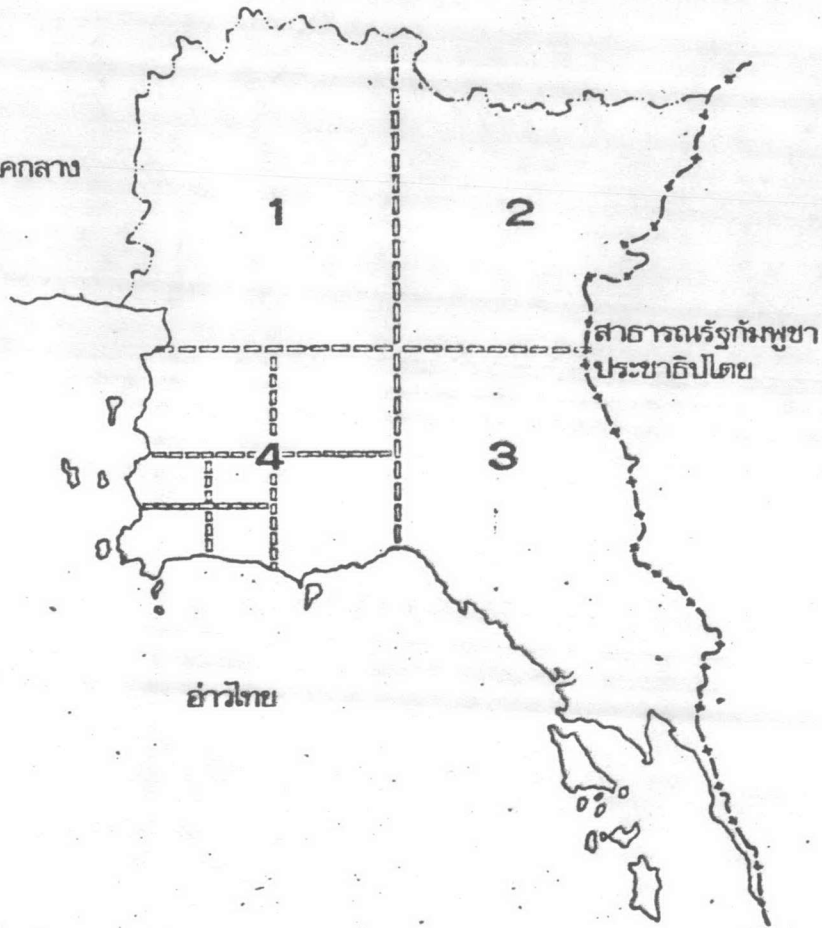 คกลาง
1
2
สาธารณรัฐกัมพูชา
ประชาธิปไตย
4
3
อ่าวไทย